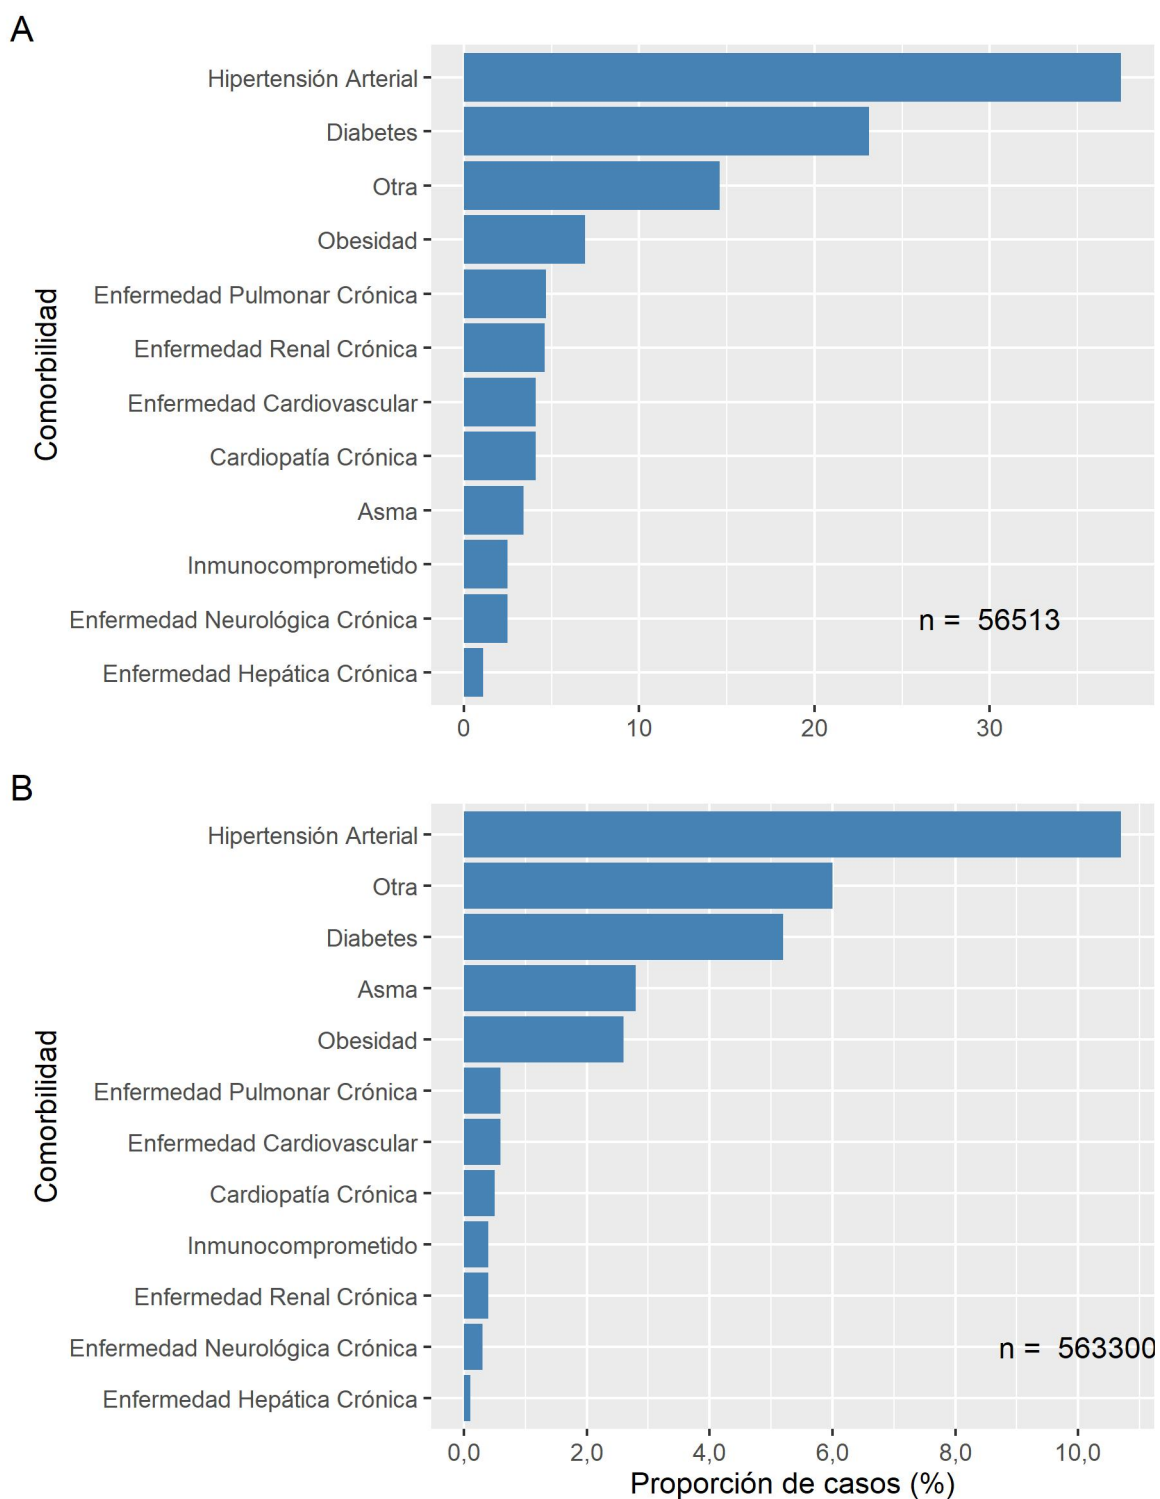 A
Hipertensión Arterial
Diabetes
Otra
Obesidad
Enfermedad Pulmonar Crónica
Enfermedad Renal Crónica
Enfermedad Cardiovascular
Cardiopatía Crónica
Asma
Inmunocomprometido
Enfermedad Neurológica Crónica
Enfermedad Hepática Crónica
Comorbilidad
n = 56513
0 10 20 30
B
Hipertensión Arterial
Otra
Diabetes
Asma
Obesidad
Enfermedad Pulmonar Crónica
Enfermedad Cardiovascular
Cardiopatía Crónica
Inmunocomprometido
Enfermedad Renal Crónica
Enfermedad Neurológica Crónica
Enfermedad Hepática Crónica
Comorbilidad
n = 563300
0,0 2,0 4,0 6,0 8,0 10,0
Proporción de casos (%)